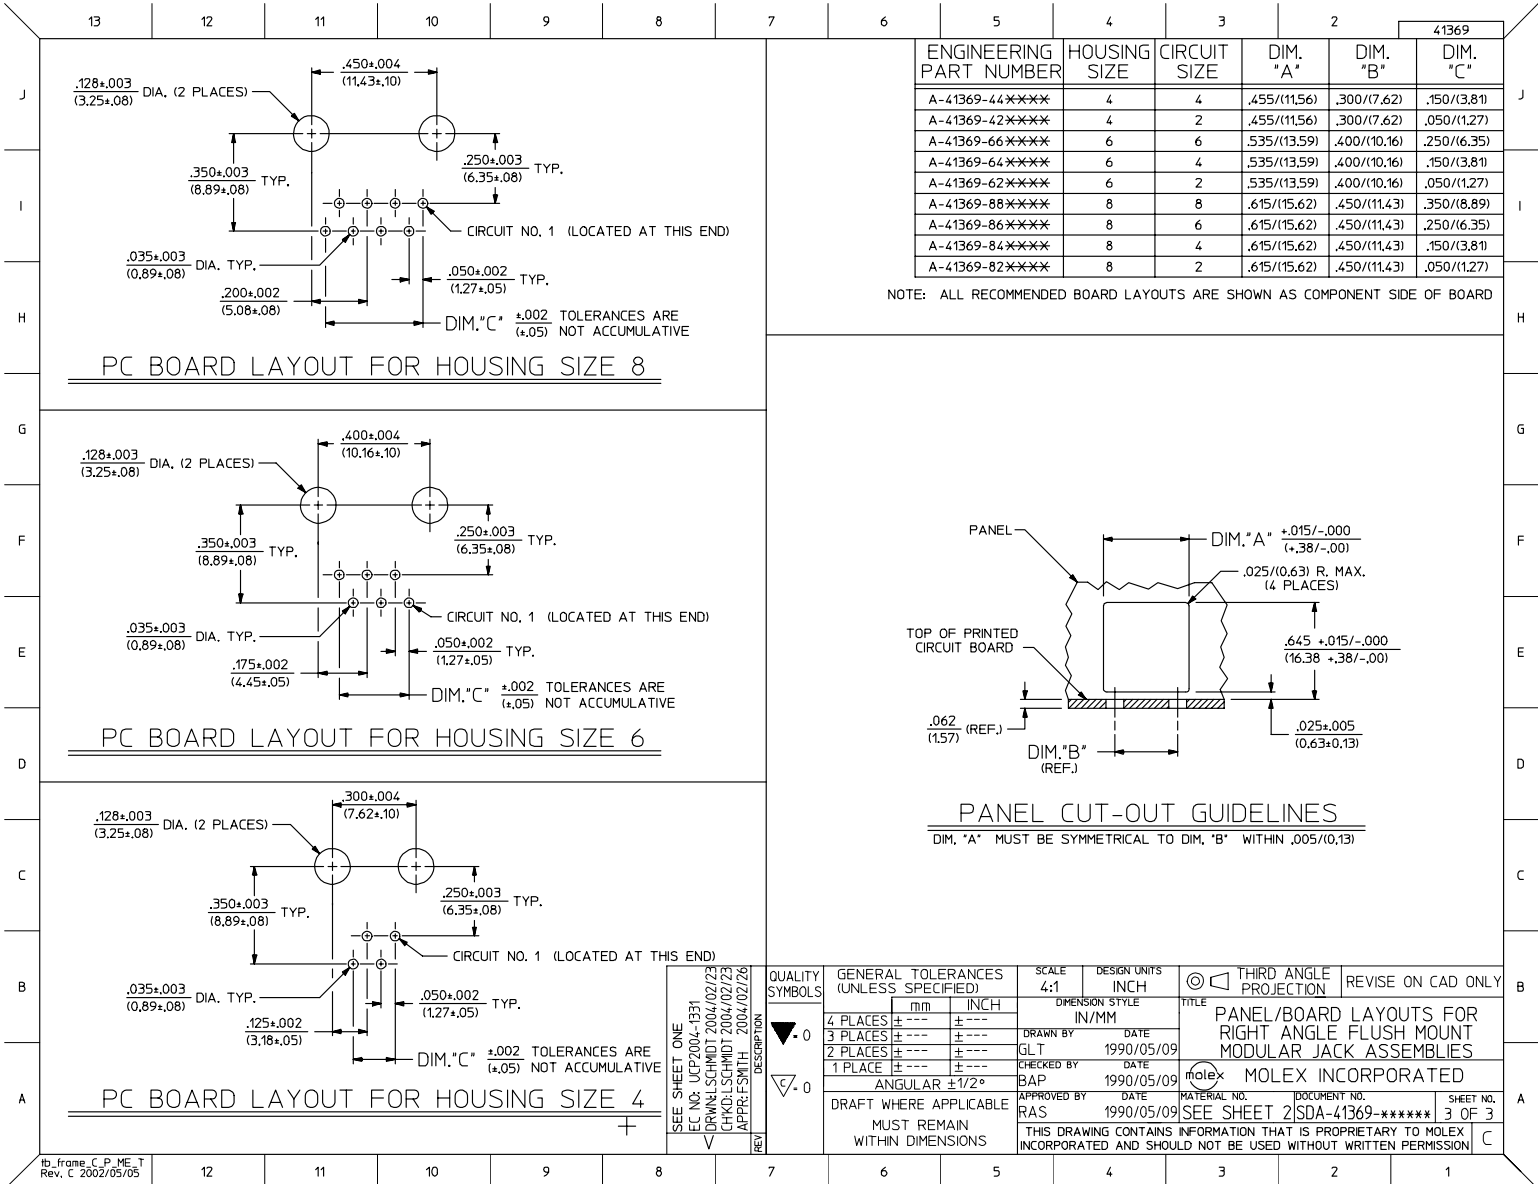 13 12 11 10 9 8 7 6 5 4 3 2
41369
J
I
H
G
F
E
D
C
B
A
.450±.004
(11.43±.10)
.128±.003 DIA. (2 PLACES)
(3.25±.08)
.350±.003 TYP.
(8.89±.08)
.250±.003 TYP.
(6.35±.08)
CIRCUIT NO. 1 (LOCATED AT THIS END)
.035±.003 DIA. TYP.
(0.89±.08)
.050±.002 TYP.
(1.27±.05)
.200±.002
(5.08±.08)
DIM."C" ±.002 TOLERANCES ARE
(±.05) NOT ACCUMULATIVE
PC BOARD LAYOUT FOR HOUSING SIZE 8
.400±.004
(10.16±.10)
.128±.003 DIA. (2 PLACES)
(3.25±.08)
.350±.003 TYP.
(8.89±.08)
.250±.003 TYP.
(6.35±.08)
CIRCUIT NO. 1 (LOCATED AT THIS END)
.035±.003 DIA. TYP.
(0.89±.08)
.050±.002 TYP.
(1.27±.05)
.175±.002
(4.45±.05)
DIM."C" ±.002 TOLERANCES ARE
(±.05) NOT ACCUMULATIVE
PC BOARD LAYOUT FOR HOUSING SIZE 6
.300±.004
(7.62±.10)
.128±.003 DIA. (2 PLACES)
(3.25±.08)
.350±.003 TYP.
(8.89±.08)
.250±.003 TYP.
(6.35±.08)
CIRCUIT NO. 1 (LOCATED AT THIS END)
.035±.003 DIA. TYP.
(0.89±.08)
.050±.002 TYP.
(1.27±.05)
.125±.002
(3.18±.05)
DIM."C" ±.002 TOLERANCES ARE
(±.05) NOT ACCUMULATIVE
PC BOARD LAYOUT FOR HOUSING SIZE 4
ENGINEERING PART NUMBER HOUSING SIZE CIRCUIT SIZE DIM. "A" DIM. "B" DIM. "C"
A-41369-44XXXX 4 4 .455/(11.56) .300/(7.62) .150/(3.81)
A-41369-42XXXX 4 2 .455/(11.56) .300/(7.62) .050/(1.27)
A-41369-66XXXX 6 6 .535/(13.59) .400/(10.16) .250/(6.35)
A-41369-64XXXX 6 4 .535/(13.59) .400/(10.16) .150/(3.81)
A-41369-62XXXX 6 2 .535/(13.59) .400/(10.16) .050/(1.27)
A-41369-88XXXX 8 8 .615/(15.62) .450/(11.43) .350/(8.89)
A-41369-86XXXX 8 6 .615/(15.62) .450/(11.43) .250/(6.35)
A-41369-84XXXX 8 4 .615/(15.62) .450/(11.43) .150/(3.81)
A-41369-82XXXX 8 2 .615/(15.62) .450/(11.43) .050/(1.27)
NOTE: ALL RECOMMENDED BOARD LAYOUTS ARE SHOWN AS COMPONENT SIDE OF BOARD
PANEL
DIM."A" +.015/-.000
(+.38/-.00)
.025/(0.63) R. MAX.
(4 PLACES)
TOP OF PRINTED
CIRCUIT BOARD
.645 +.015/-.000
(16.38 +.38/-.00)
.062 (REF.)
(1.57)
.025±.005
(0.63±0.13)
DIM."B"
(REF.)
PANEL CUT-OUT GUIDELINES
DIM. "A" MUST BE SYMMETRICAL TO DIM. "B" WITHIN .005/(0.13)
SEE SHEET ONE
EC NO: UCP2004-1331
DRWN:LSCHMIDT 2004/02/23
CHKD:LSCHMIDT 2004/02/23
APPR:FSMITH 2004/02/26
REV DESCRIPTION
QUALITY
SYMBOLS
=0
C =0
GENERAL TOLERANCES
(UNLESS SPECIFIED)
mm INCH
4 PLACES ±--- ±---
3 PLACES ±--- ±---
2 PLACES ±--- ±---
1 PLACE ±--- ±---
ANGULAR ±1/2°
DRAFT WHERE APPLICABLE
MUST REMAIN
WITHIN DIMENSIONS
SCALE
4:1
DESIGN UNITS
INCH
DIMENSION STYLE
IN/MM
DRAWN BY DATE
GLT 1990/05/09
CHECKED BY DATE
BAP 1990/05/09
APPROVED BY DATE
RAS 1990/05/09
THIRD ANGLE
PROJECTION
REVISE ON CAD ONLY
TITLE
PANEL/BOARD LAYOUTS FOR
RIGHT ANGLE FLUSH MOUNT
MODULAR JACK ASSEMBLIES
molex MOLEX INCORPORATED
MATERIAL NO.
SEE SHEET 2
DOCUMENT NO.
SDA-41369-******
SHEET NO.
3 OF 3
THIS DRAWING CONTAINS INFORMATION THAT IS PROPRIETARY TO MOLEX
INCORPORATED AND SHOULD NOT BE USED WITHOUT WRITTEN PERMISSION
C
J
I
H
G
F
E
D
C
B
A
tb_frame_C_P_ME_T
Rev. C 2002/05/05
12 11 10 9 8 7 6 5 4 3 2 1